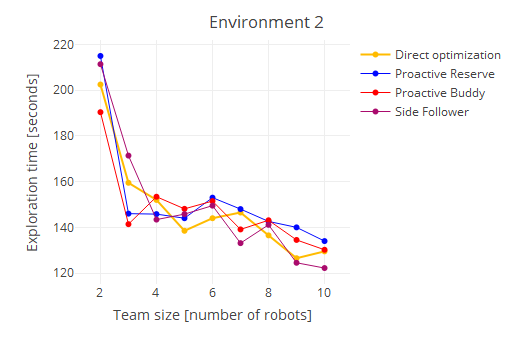 Environment 2
Exploration time [seconds]
220
200
180
160
140
120
2
4
6
8
10
Team size [number of robots]
Direct optimization
Proactive Reserve
Proactive Buddy
Side Follower